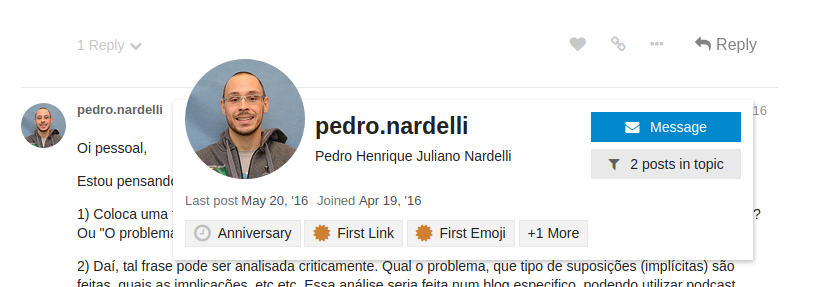 1 Reply
Reply
pedro.nardelli
16
pedro.nardelli
Message
Oi pessoal,
Pedro Henrique Juliano Nardelli
2 posts in topic
Estou pensando
Last post May 20, '16 Joined Apr 19, '16
1) Coloca uma ?
Ou "O problema
Anniversary First Link First Emoji +1 More
2) Daí, tal frase pode ser analisada criticamente. Qual o problema, que tipo de suposições (implícitas) são
feitas, quais as implicações, etc etc. Essa análise seria feita num blog especifico, podendo utilizar podcast